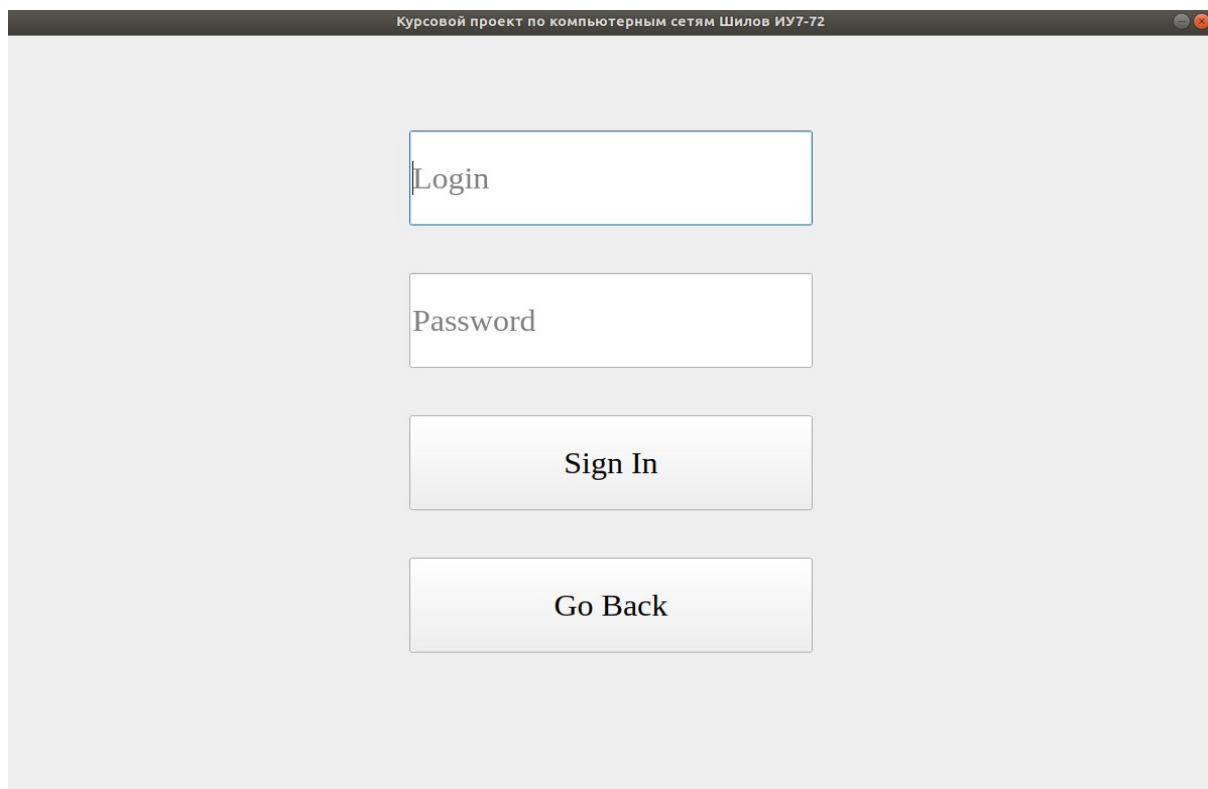 Курсовой проект по компьютерным сетям Шилов ИУ7-72
Login
Password
Sign In
Go Back